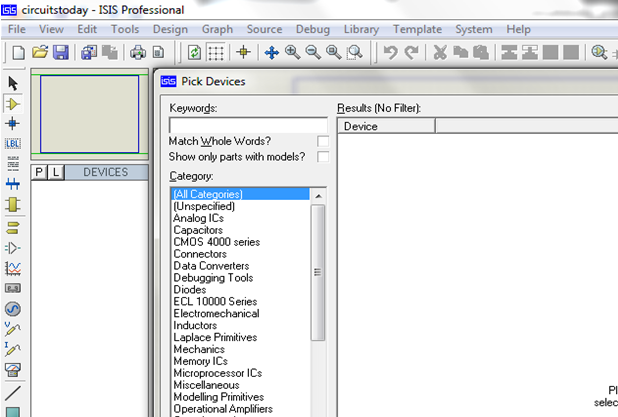 isis circuitstoday - ISIS Professional
File View Edit Tools Design Graph Source Debug Library Template System Help
isis Pick Devices
Keywords:
Results (No Filter):
Device
Match Whole Words?
Show only parts with models?
LBL
P L DEVICES
Category:
(All Categories)
(Unspecified)
Analog ICs
Capacitors
CMOS 4000 series
Connectors
Data Converters
Debugging Tools
Diodes
ECL 10000 Series
Electromechanical
Inductors
Laplace Primitives
Mechanics
Memory ICs
Microprocessor ICs
Miscellaneous
Modelling Primitives
Operational Amplifiers
Pl
selec